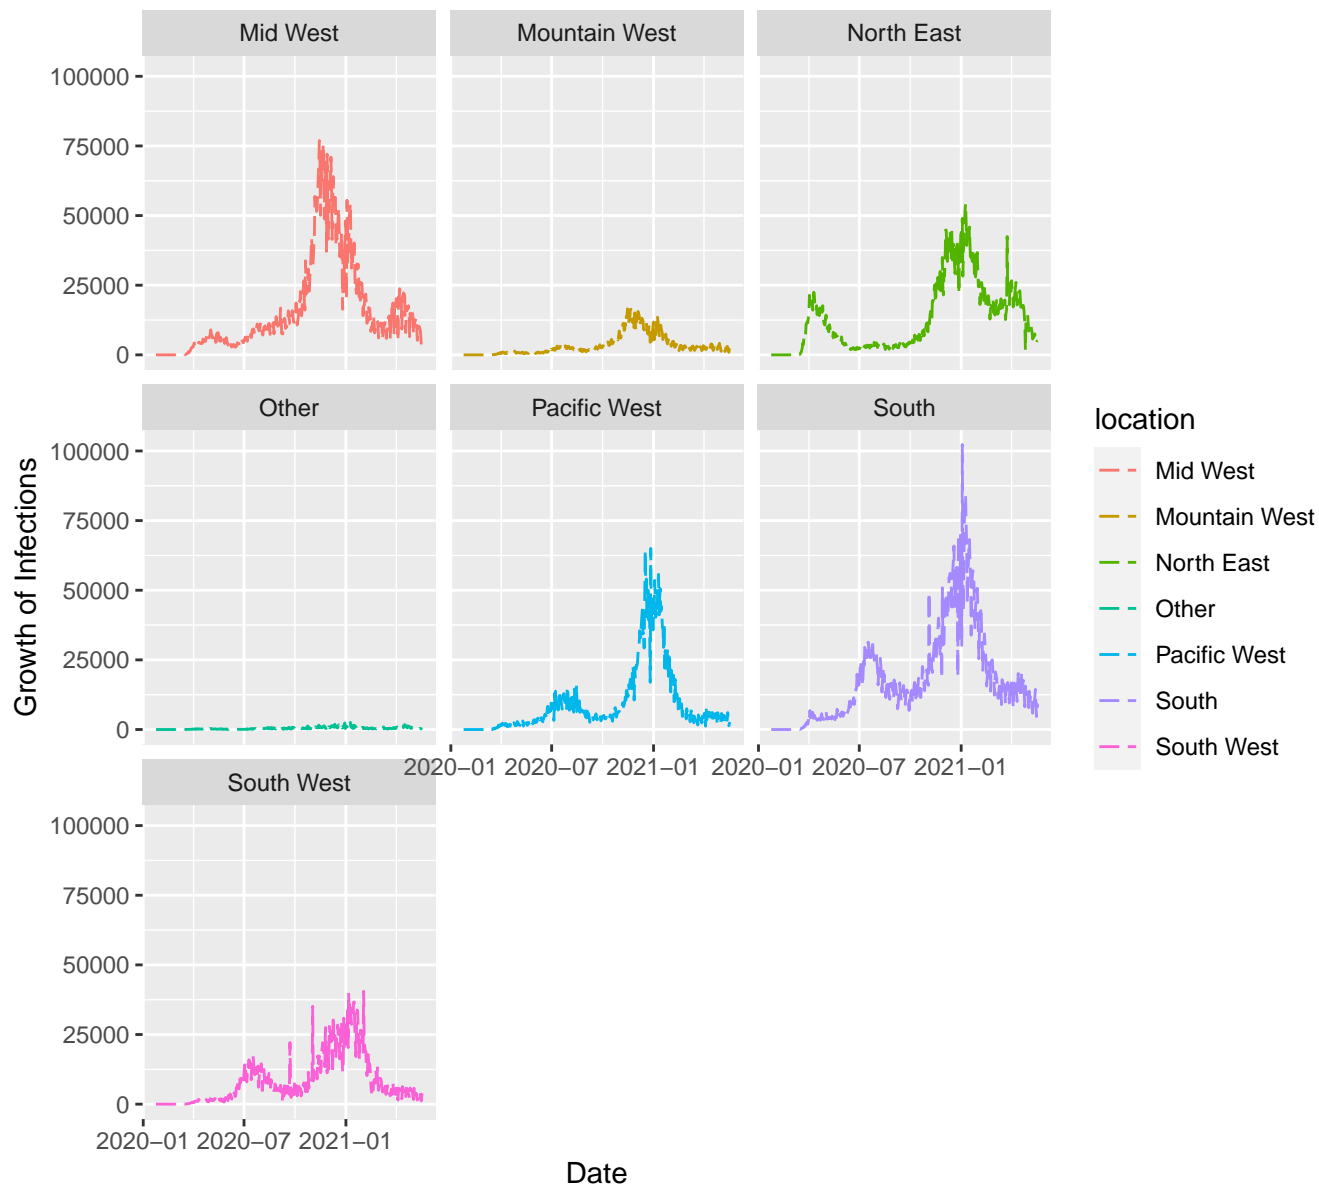 Mid West
Mountain West
North East
100000
75000
50000
25000
0
Other
Pacific West
South
100000
75000
50000
25000
0
2020−01 2020−07 2021−01
2020−01 2020−07 2021−01
South West
100000
75000
50000
25000
0
2020−01 2020−07 2021−01
Date
Growth of Infections
location
Mid West
Mountain West
North East
Other
Pacific West
South
South West